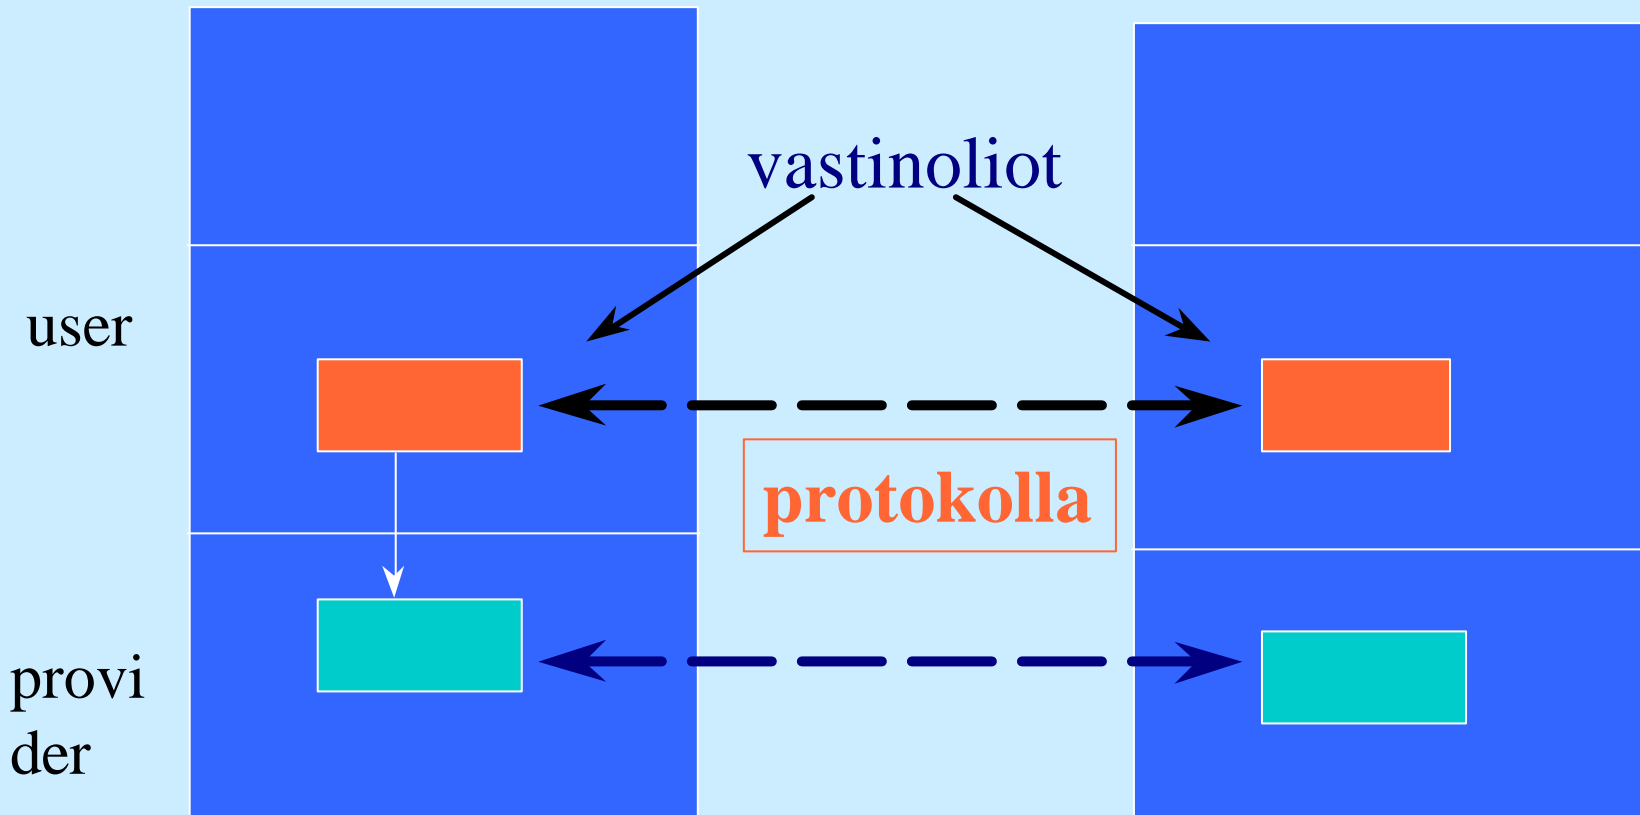 vastinoliot
user
protokolla
provi
der